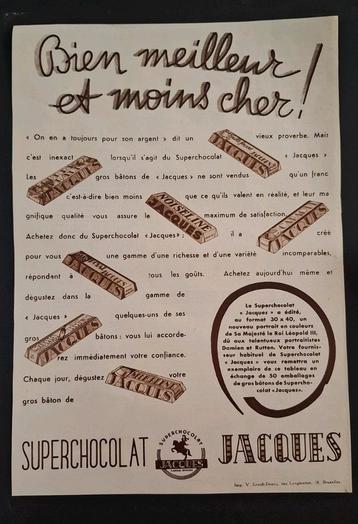 Bien meilleur
et moins cher!
« On en a toujours pour son argent » dit un vieux proverbe. Mais
c'est inexact lorsqu'il s'agit du Superchocolat « Jacques »
Les gros bâtons de « Jacques » ne sont vendus qu'un franc
c'est-à-dire bien moins que ce qu'ils valent en réalité, et leur ma
gnifique qualité vous assure le maximum de satisfaction.
Achetez donc du Superchocolat « Jacques » ; il a créé
pour vous une gamme d'une richesse et d'une variété incomparables,
répondant à tous les goûts. Achetez aujourd'hui même et
dégustez dans la gamme de
« Jacques » quelques-uns de ses
gros bâtons : vous lui accorde-
rez immédiatement votre confiance.
Chaque jour, dégustez votre
gros bâton de
Le Superchocolat
« Jacques » a édité,
au format 30 x 40, un
nouveau portrait en couleurs
de Sa Majesté le Roi Léopold III,
dû aux talentueux portraitistes
Damien et Rutten. Votre fournis-
seur habituel de Superchocolat
« Jacques » vous remettra un
exemplaire de ce tableau en
échange de 50 emballages
de gros bâtons de Supercho-
colat «Jacques».
JACQUES
JACQUES
JACQUES
JACQUES
JACQUES
JACQUES
JACQUES
SUPERCHOCOLAT
SUPERCHOCOLAT
JACQUES
JACQUES